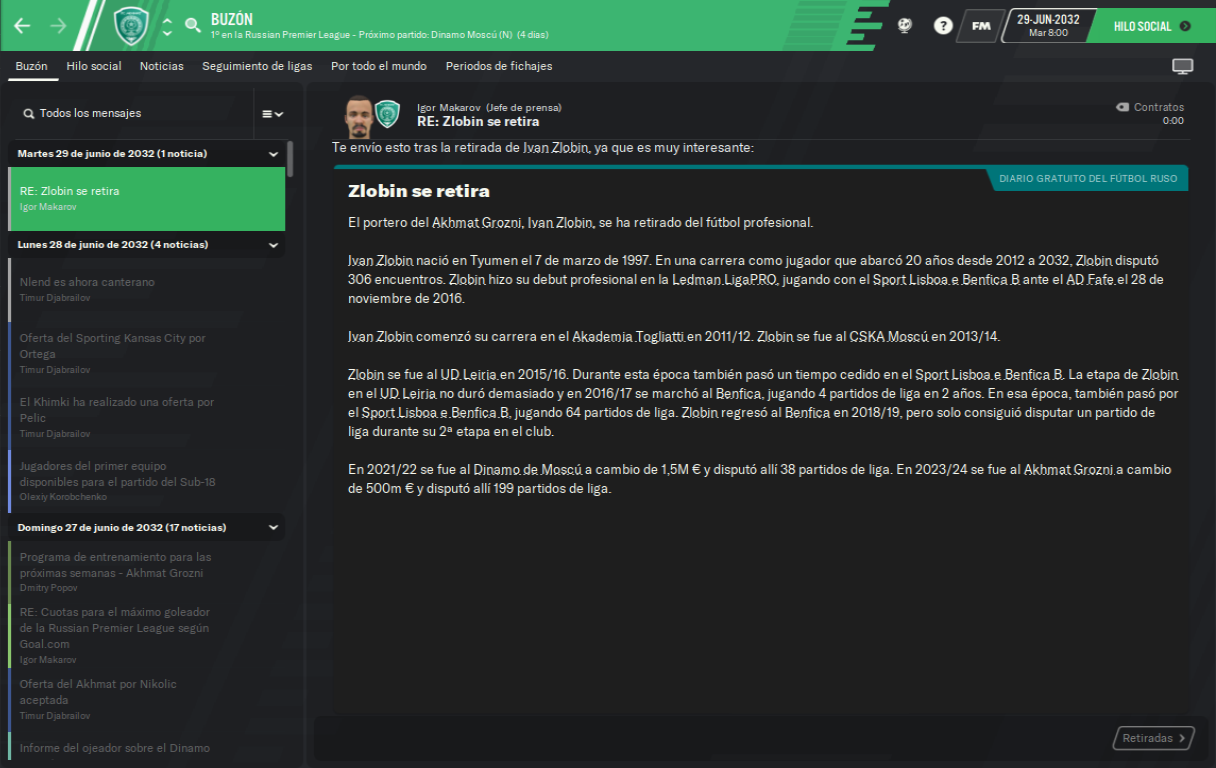 BUZÓN
1º en la Russian Premier League - Próximo partido: Dinamo Moscú (N) (4 días)
?
FM
29-JUN-2032
Mar 8:00
HILO SOCIAL
Buzón
Hilo social
Noticias
Seguimiento de ligas
Por todo el mundo
Periodos de fichajes
Todos los mensajes
Martes 29 de junio de 2032 (1 noticia)
RE: Zlobin se retira
Igor Makarov
Lunes 28 de junio de 2032 (4 noticias)
Nlend es ahora canterano
Timur Djabrailov
Oferta del Sporting Kansas City por
Ortega
Timur Djabrailov
El Khimki ha realizado una oferta por
Pelic
Timur Djabrailov
Jugadores del primer equipo
disponibles para el partido del Sub-18
Olexiy Korobchenko
Domingo 27 de junio de 2032 (17 noticias)
Programa de entrenamiento para las
próximas semanas - Akhmat Grozni
Dmitry Popov
RE: Cuotas para el máximo goleador
de la Russian Premier League según
Goal.com
Igor Makarov
Oferta del Akhmat por Nikolic
aceptada
Timur Djabrailov
Informe del ojeador sobre el Dinamo
Igor Makarov (Jefe de prensa)
RE: Zlobin se retira
Contratos
0:00
Te envío esto tras la retirada de Ivan Zlobin, ya que es muy interesante:
DIARIO GRATUITO DEL FÚTBOL RUSO
Zlobin se retira
El portero del Akhmat Grozni, Ivan Zlobin, se ha retirado del fútbol profesional.
Ivan Zlobin nació en Tyumen el 7 de marzo de 1997. En una carrera como jugador que abarcó 20 años desde 2012 a 2032, Zlobin disputó
306 encuentros. Zlobin hizo su debut profesional en la Ledman LigaPRO, jugando con el Sport Lisboa e Benfica B ante el AD Fafe el 28 de
noviembre de 2016.
Ivan Zlobin comenzó su carrera en el Akademia Togliatti en 2011/12. Zlobin se fue al CSKA Moscú en 2013/14.
Zlobin se fue al UD Leiria en 2015/16. Durante esta época también pasó un tiempo cedido en el Sport Lisboa e Benfica B. La etapa de Zlobin
en el UD Leiria no duró demasiado y en 2016/17 se marchó al Benfica, jugando 4 partidos de liga en 2 años. En esa época, también pasó por
el Sport Lisboa e Benfica B, jugando 64 partidos de liga. Zlobin regresó al Benfica en 2018/19, pero solo consiguió disputar un partido de
liga durante su 2ª etapa en el club.
En 2021/22 se fue al Dinamo de Moscú a cambio de 1,5M € y disputó allí 38 partidos de liga. En 2023/24 se fue al Akhmat Grozni a cambio
de 500m € y disputó allí 199 partidos de liga.
Retiradas